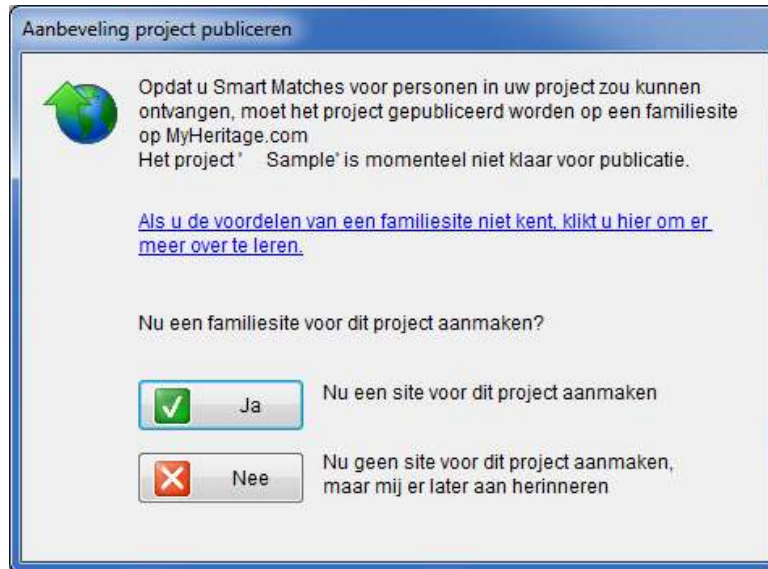 Aanbeveling project publiceren
Opdat u Smart Matches voor personen in uw project zou kunnen
ontvangen, moet het project gepubliceerd worden op een familiesite
op MyHeritage.com
Het project '    Sample' is momenteel niet klaar voor publicatie.
Als u de voordelen van een familiesite niet kent, klikt u hier om er
meer over te leren.
Nu een familiesite voor dit project aanmaken?
Ja
Nu een site voor dit project aanmaken
Nee
Nu geen site voor dit project aanmaken,
maar mij er later aan herinneren